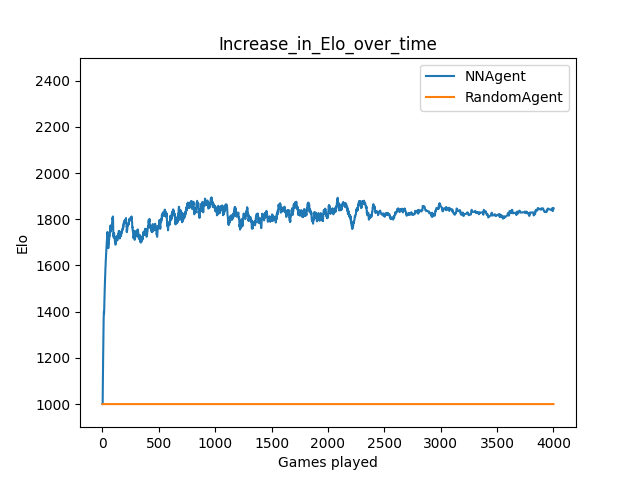 Increase_in_Elo_over_time
NNAgent
RandomAgent
2400
2200
2000
1800
1600
1400
1200
1000
Elo
0 500 1000 1500 2000 2500 3000 3500 4000
Games played